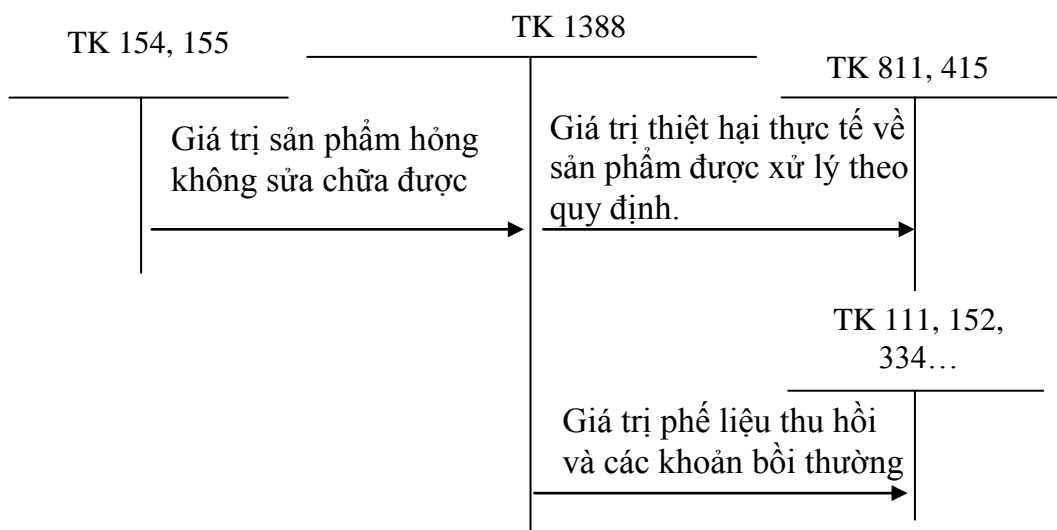 TK 154, 155
TK 1388
TK 811, 415
Giá trị sản phẩm hỏng
không sửa chữa được
Giá trị thiệt hại thực tế về
sản phẩm được xử lý theo
quy định.
TK 111, 152,
334…
Giá trị phế liệu thu hồi
và các khoản bồi thường